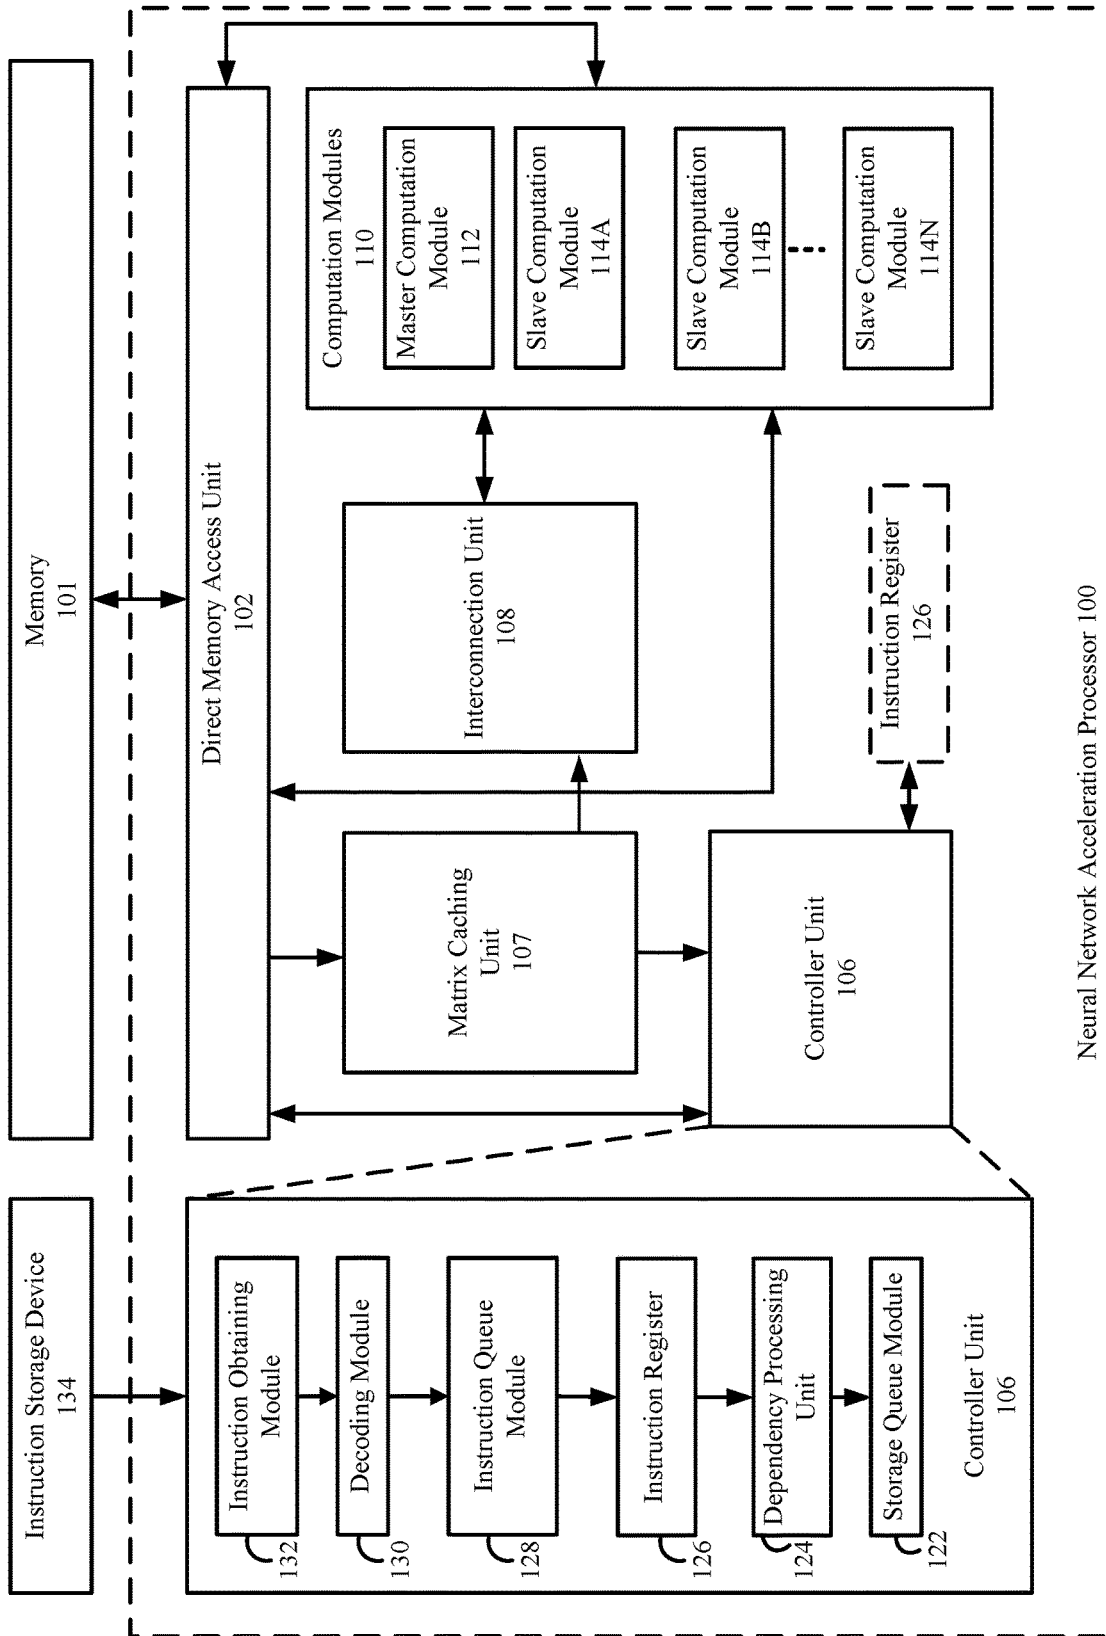 Instruction Storage Device
134
Memory
101
Instruction Obtaining
Module
132
Decoding Module
130
Instruction Queue
Module
128
Instruction Register
126
Dependency Processing
Unit
124
Storage Queue Module
122
Controller Unit
106
Direct Memory Access Unit
102
Matrix Caching
Unit
107
Interconnection Unit
108
Computation Modules
110
Master Computation
Module
112
Slave Computation
Module
114A
Slave Computation
Module
114B
Slave Computation
Module
114N
Controller Unit
106
Instruction Register
126
Neural Network Acceleration Processor 100